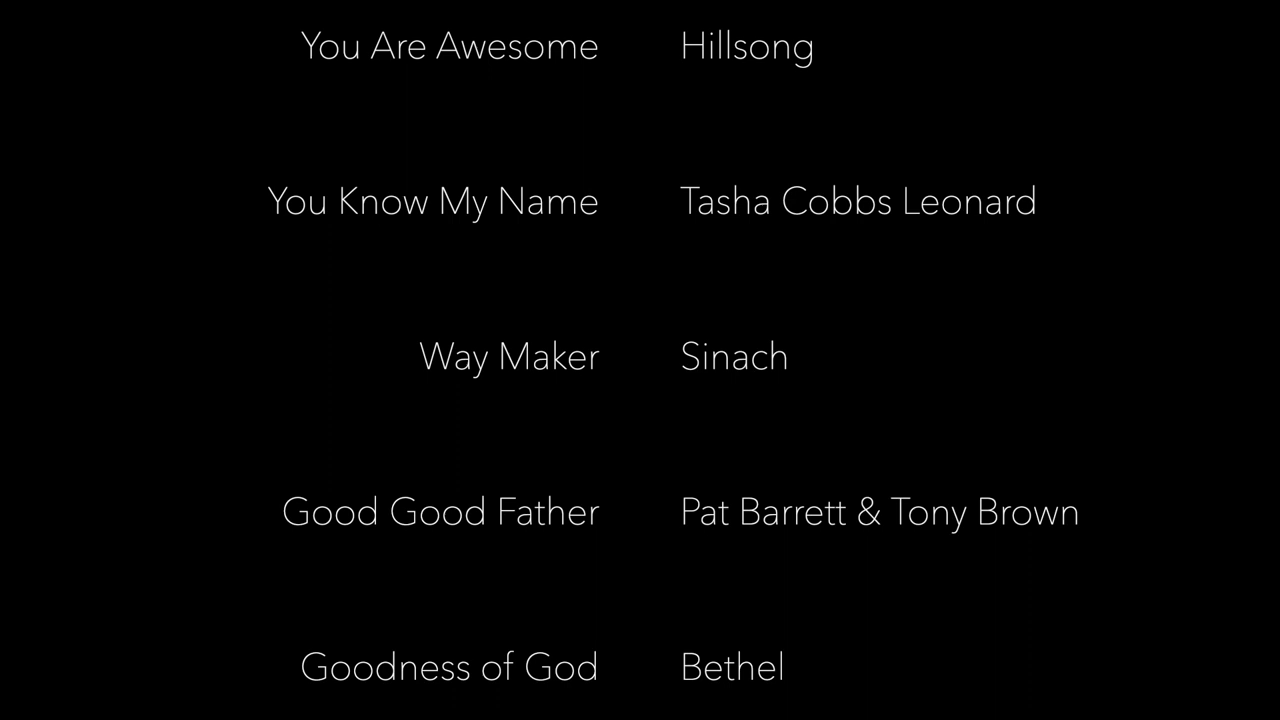 You Are Awesome Hillsong
You Know My Name Tasha Cobbs Leonard
Way Maker Sinach
Good Good Father Pat Barrett & Tony Brown
Goodness of God Bethel